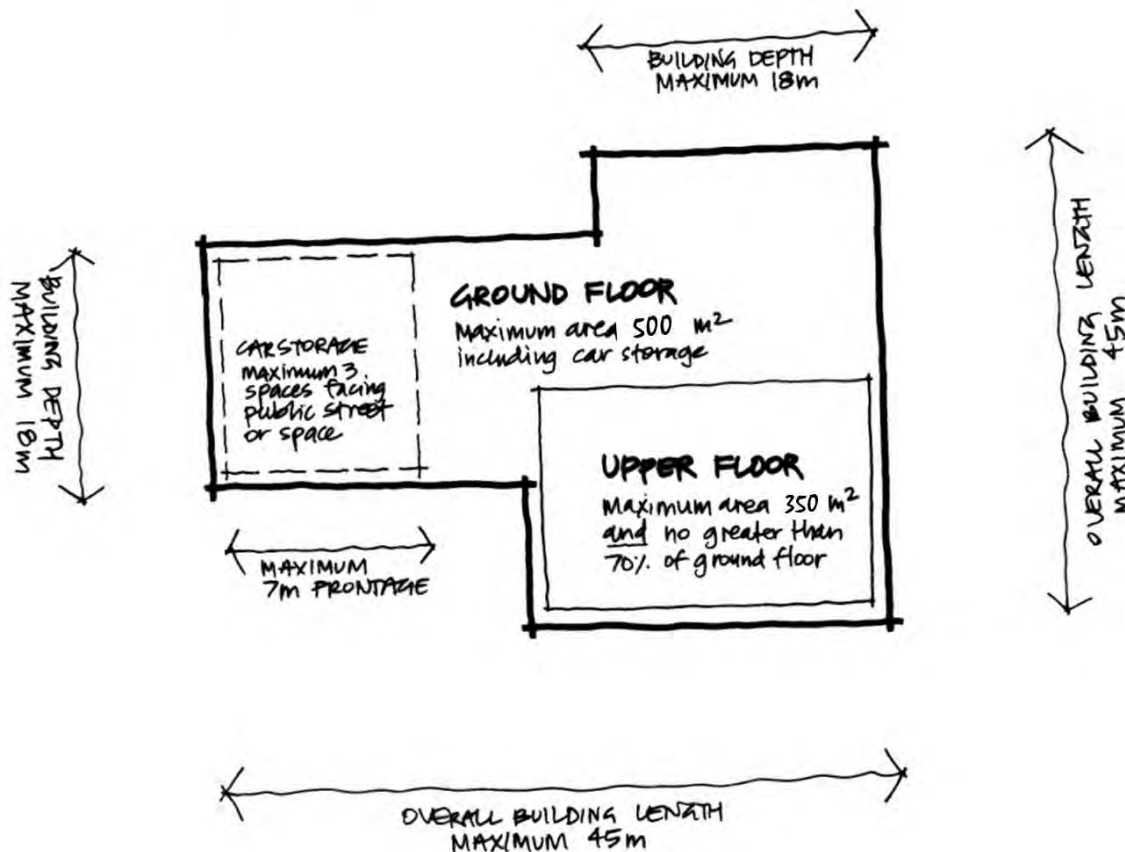 BUILDING DEPTH
MAXIMUM 18m
BUILDING DEPTH
MAXIMUM 18m
GROUND FLOOR
Maximum area 500 m²
including car storage
CAR STORAGE
maximum 3
spaces facing
public street
or space
UPPER FLOOR
Maximum area 350 m²
and no greater than
70% of ground floor
MAXIMUM
7m FRONTAGE
OVERALL BUILDING LENGTH
MAXIMUM 45m
OVERALL BUILDING LENGTH
MAXIMUM 45m